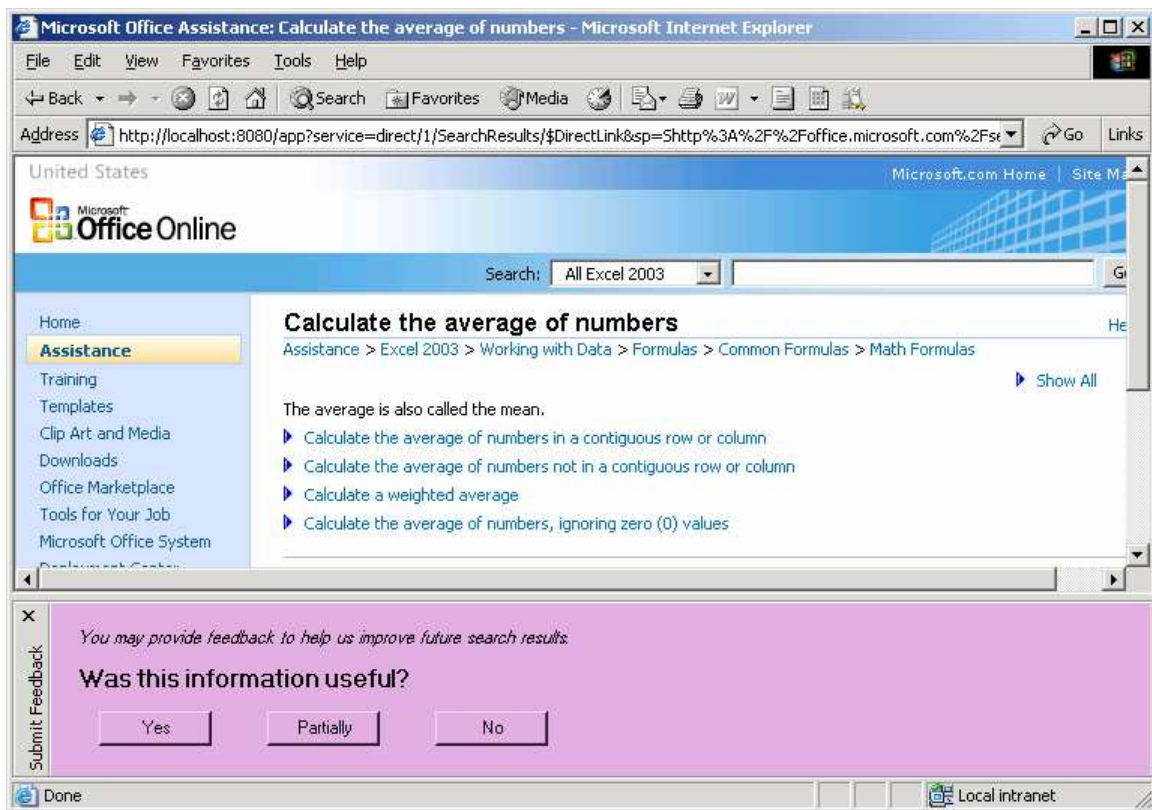 Microsoft Office Assistance: Calculate the average of numbers - Microsoft Internet Explorer
File Edit View Favorites Tools Help
Back Search Favorites Media
Address http://localhost:8080/app?service=direct/1/SearchResults/$DirectLink&sp=Shttp%3A%2F%2Foffice.microsoft.com%2Fse Go Links
United States Microsoft.com Home | Site Ma
Microsoft
Office Online
Search: All Excel 2003 Go
Home
Assistance
Training
Templates
Clip Art and Media
Downloads
Office Marketplace
Tools for Your Job
Microsoft Office System
Calculate the average of numbers He
Assistance > Excel 2003 > Working with Data > Formulas > Common Formulas > Math Formulas
Show All
The average is also called the mean.
Calculate the average of numbers in a contiguous row or column
Calculate the average of numbers not in a contiguous row or column
Calculate a weighted average
Calculate the average of numbers, ignoring zero (0) values
Submit Feedback
You may provide feedback to help us improve future search results.
Was this information useful?
Yes Partially No
Done Local intranet